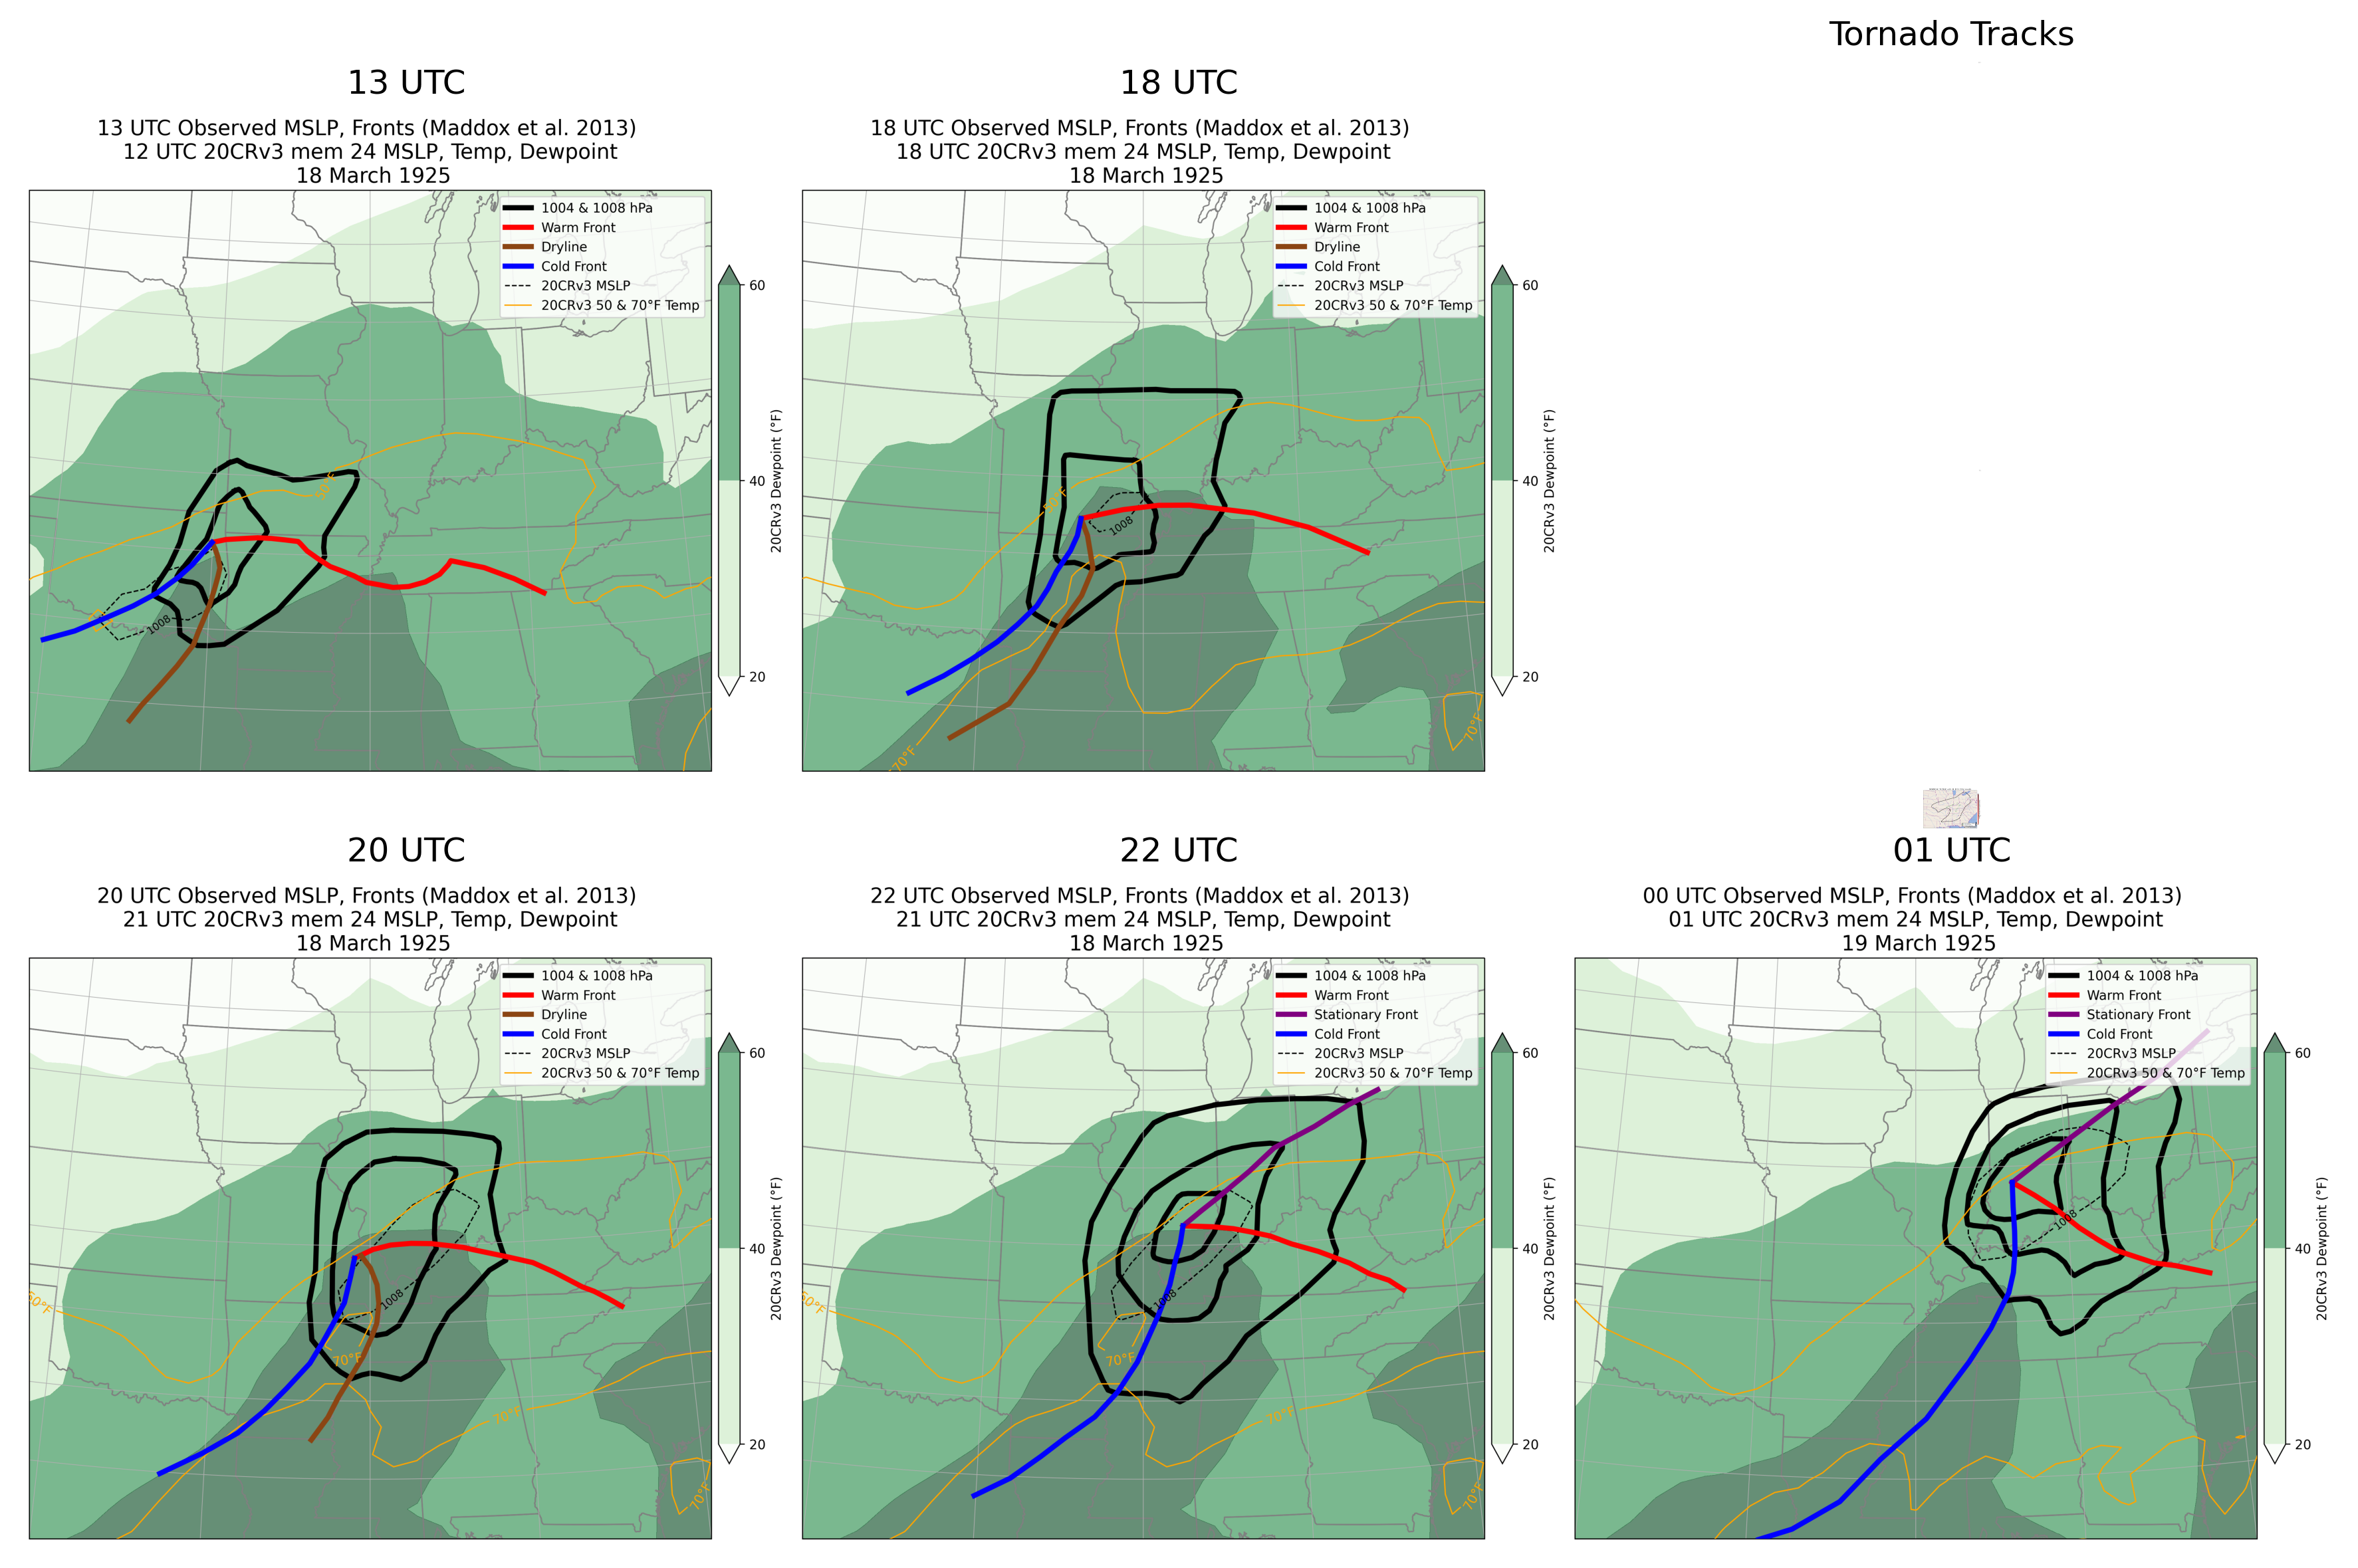 Tornado Tracks
13 UTC
13 UTC Observed MSLP, Fronts (Maddox et al. 2013)
12 UTC 20CRv3 mem 24 MSLP, Temp, Dewpoint
18 March 1925
1004 & 1008 hPa
Warm Front
Dryline
Cold Front
20CRv3 MSLP
20CRv3 50 & 70°F Temp
50°F
1008
60
40
20
20CRv3 Dewpoint (°F)
18 UTC
18 UTC Observed MSLP, Fronts (Maddox et al. 2013)
18 UTC 20CRv3 mem 24 MSLP, Temp, Dewpoint
18 March 1925
1004 & 1008 hPa
Warm Front
Dryline
Cold Front
20CRv3 MSLP
20CRv3 50 & 70°F Temp
50°F
1008
70°F
70°F
60
40
20
20CRv3 Dewpoint (°F)
20 UTC
20 UTC Observed MSLP, Fronts (Maddox et al. 2013)
21 UTC 20CRv3 mem 24 MSLP, Temp, Dewpoint
18 March 1925
1004 & 1008 hPa
Warm Front
Dryline
Cold Front
20CRv3 MSLP
20CRv3 50 & 70°F Temp
50°F
1008
70°F
70°F
70°F
60
40
20
20CRv3 Dewpoint (°F)
22 UTC
22 UTC Observed MSLP, Fronts (Maddox et al. 2013)
21 UTC 20CRv3 mem 24 MSLP, Temp, Dewpoint
18 March 1925
1004 & 1008 hPa
Warm Front
Stationary Front
Cold Front
20CRv3 MSLP
20CRv3 50 & 70°F Temp
50°F
1008
70°F
70°F
70°F
60
40
20
20CRv3 Dewpoint (°F)
01 UTC
00 UTC Observed MSLP, Fronts (Maddox et al. 2013)
01 UTC 20CRv3 mem 24 MSLP, Temp, Dewpoint
19 March 1925
1004 & 1008 hPa
Warm Front
Stationary Front
Cold Front
20CRv3 MSLP
20CRv3 50 & 70°F Temp
1008
60
40
20
20CRv3 Dewpoint (°F)